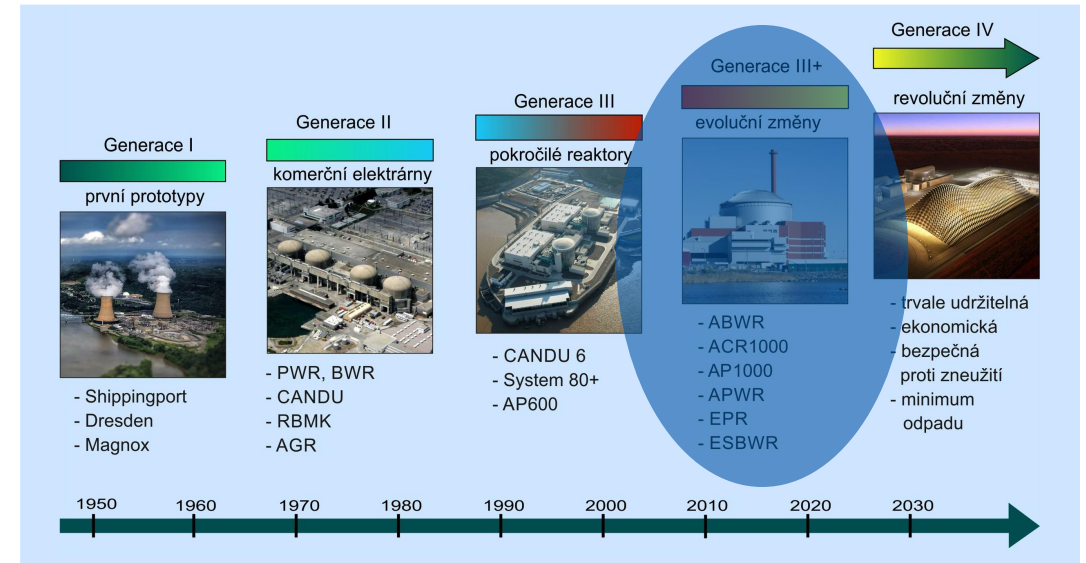 Generace I
první prototypy
- Shippingport
- Dresden
- Magnox
Generace II
komerční elektrárny
- PWR, BWR
- CANDU
- RBMK
- AGR
Generace III
pokročilé reaktory
- CANDU 6
- System 80+
- AP600
Generace III+
evoluční změny
- ABWR
- ACR1000
- AP1000
- APWR
- EPR
- ESBWR
Generace IV
revoluční změny
- trvale udržitelná
- ekonomická
- bezpečná
proti zneužití
- minimum
odpadu
1950 1960 1970 1980 1990 2000 2010 2020 2030